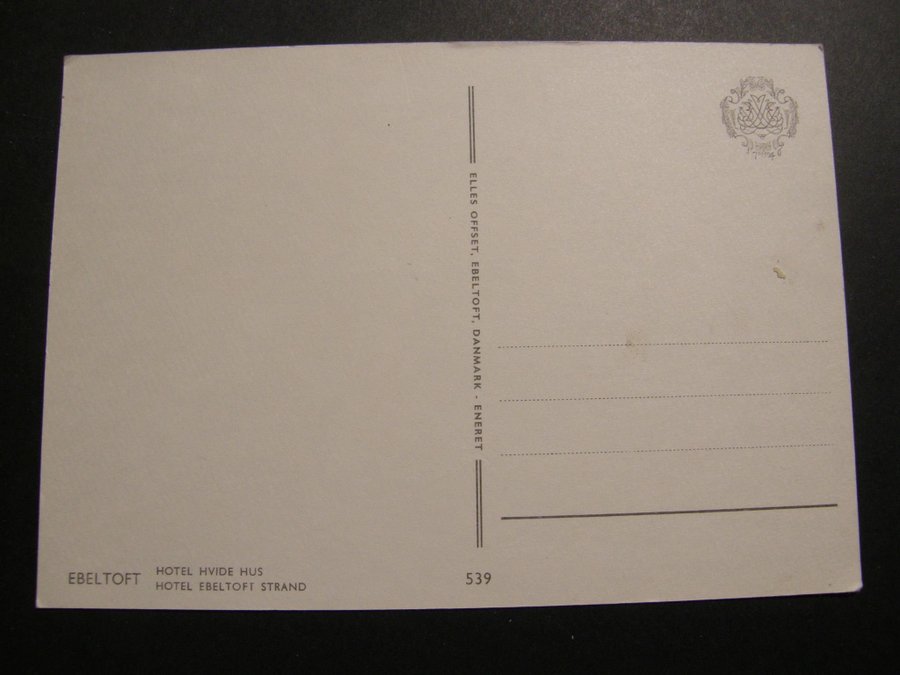 ELLES OFFSET, EBELTOFT, DANMARK - ENERET
EBELTOFT
HOTEL HVIDE HUS
HOTEL EBELTOFT STRAND
539